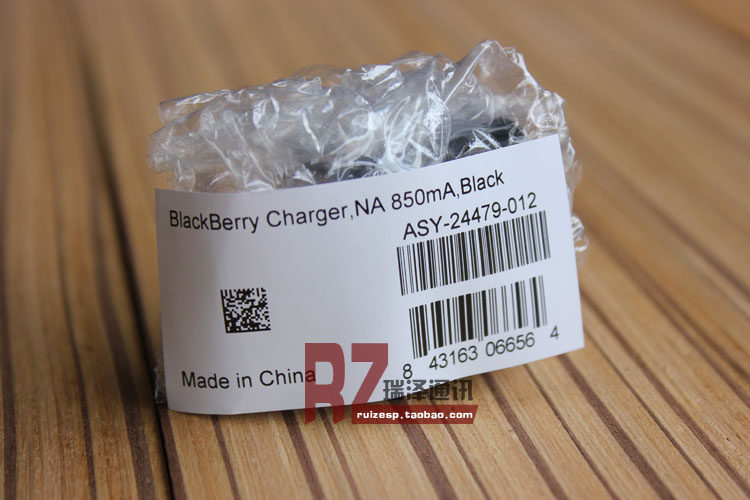 BlackBerry Charger,NA 850mA,Black
ASY-24479-012
8 43163 06656 4
Made in China
RZ
瑞泽通讯
ruizesp.taobao.com